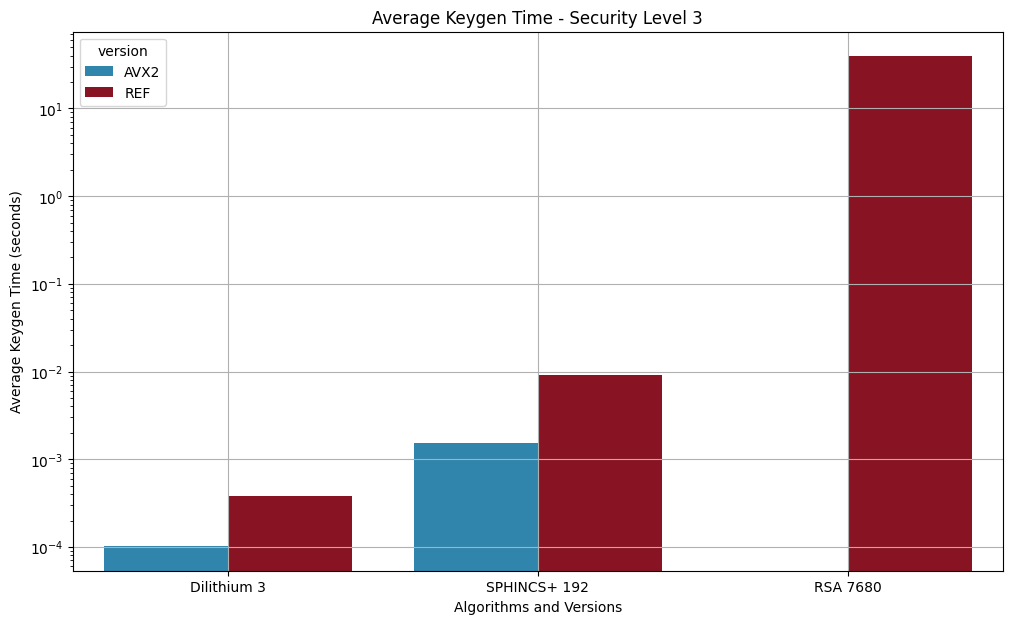 Average Keygen Time - Security Level 3
version
AVX2
REF
Average Keygen Time (seconds)
10¹
10⁰
10⁻¹
10⁻²
10⁻³
10⁻⁴
Dilithium 3
SPHINCS+ 192
RSA 7680
Algorithms and Versions